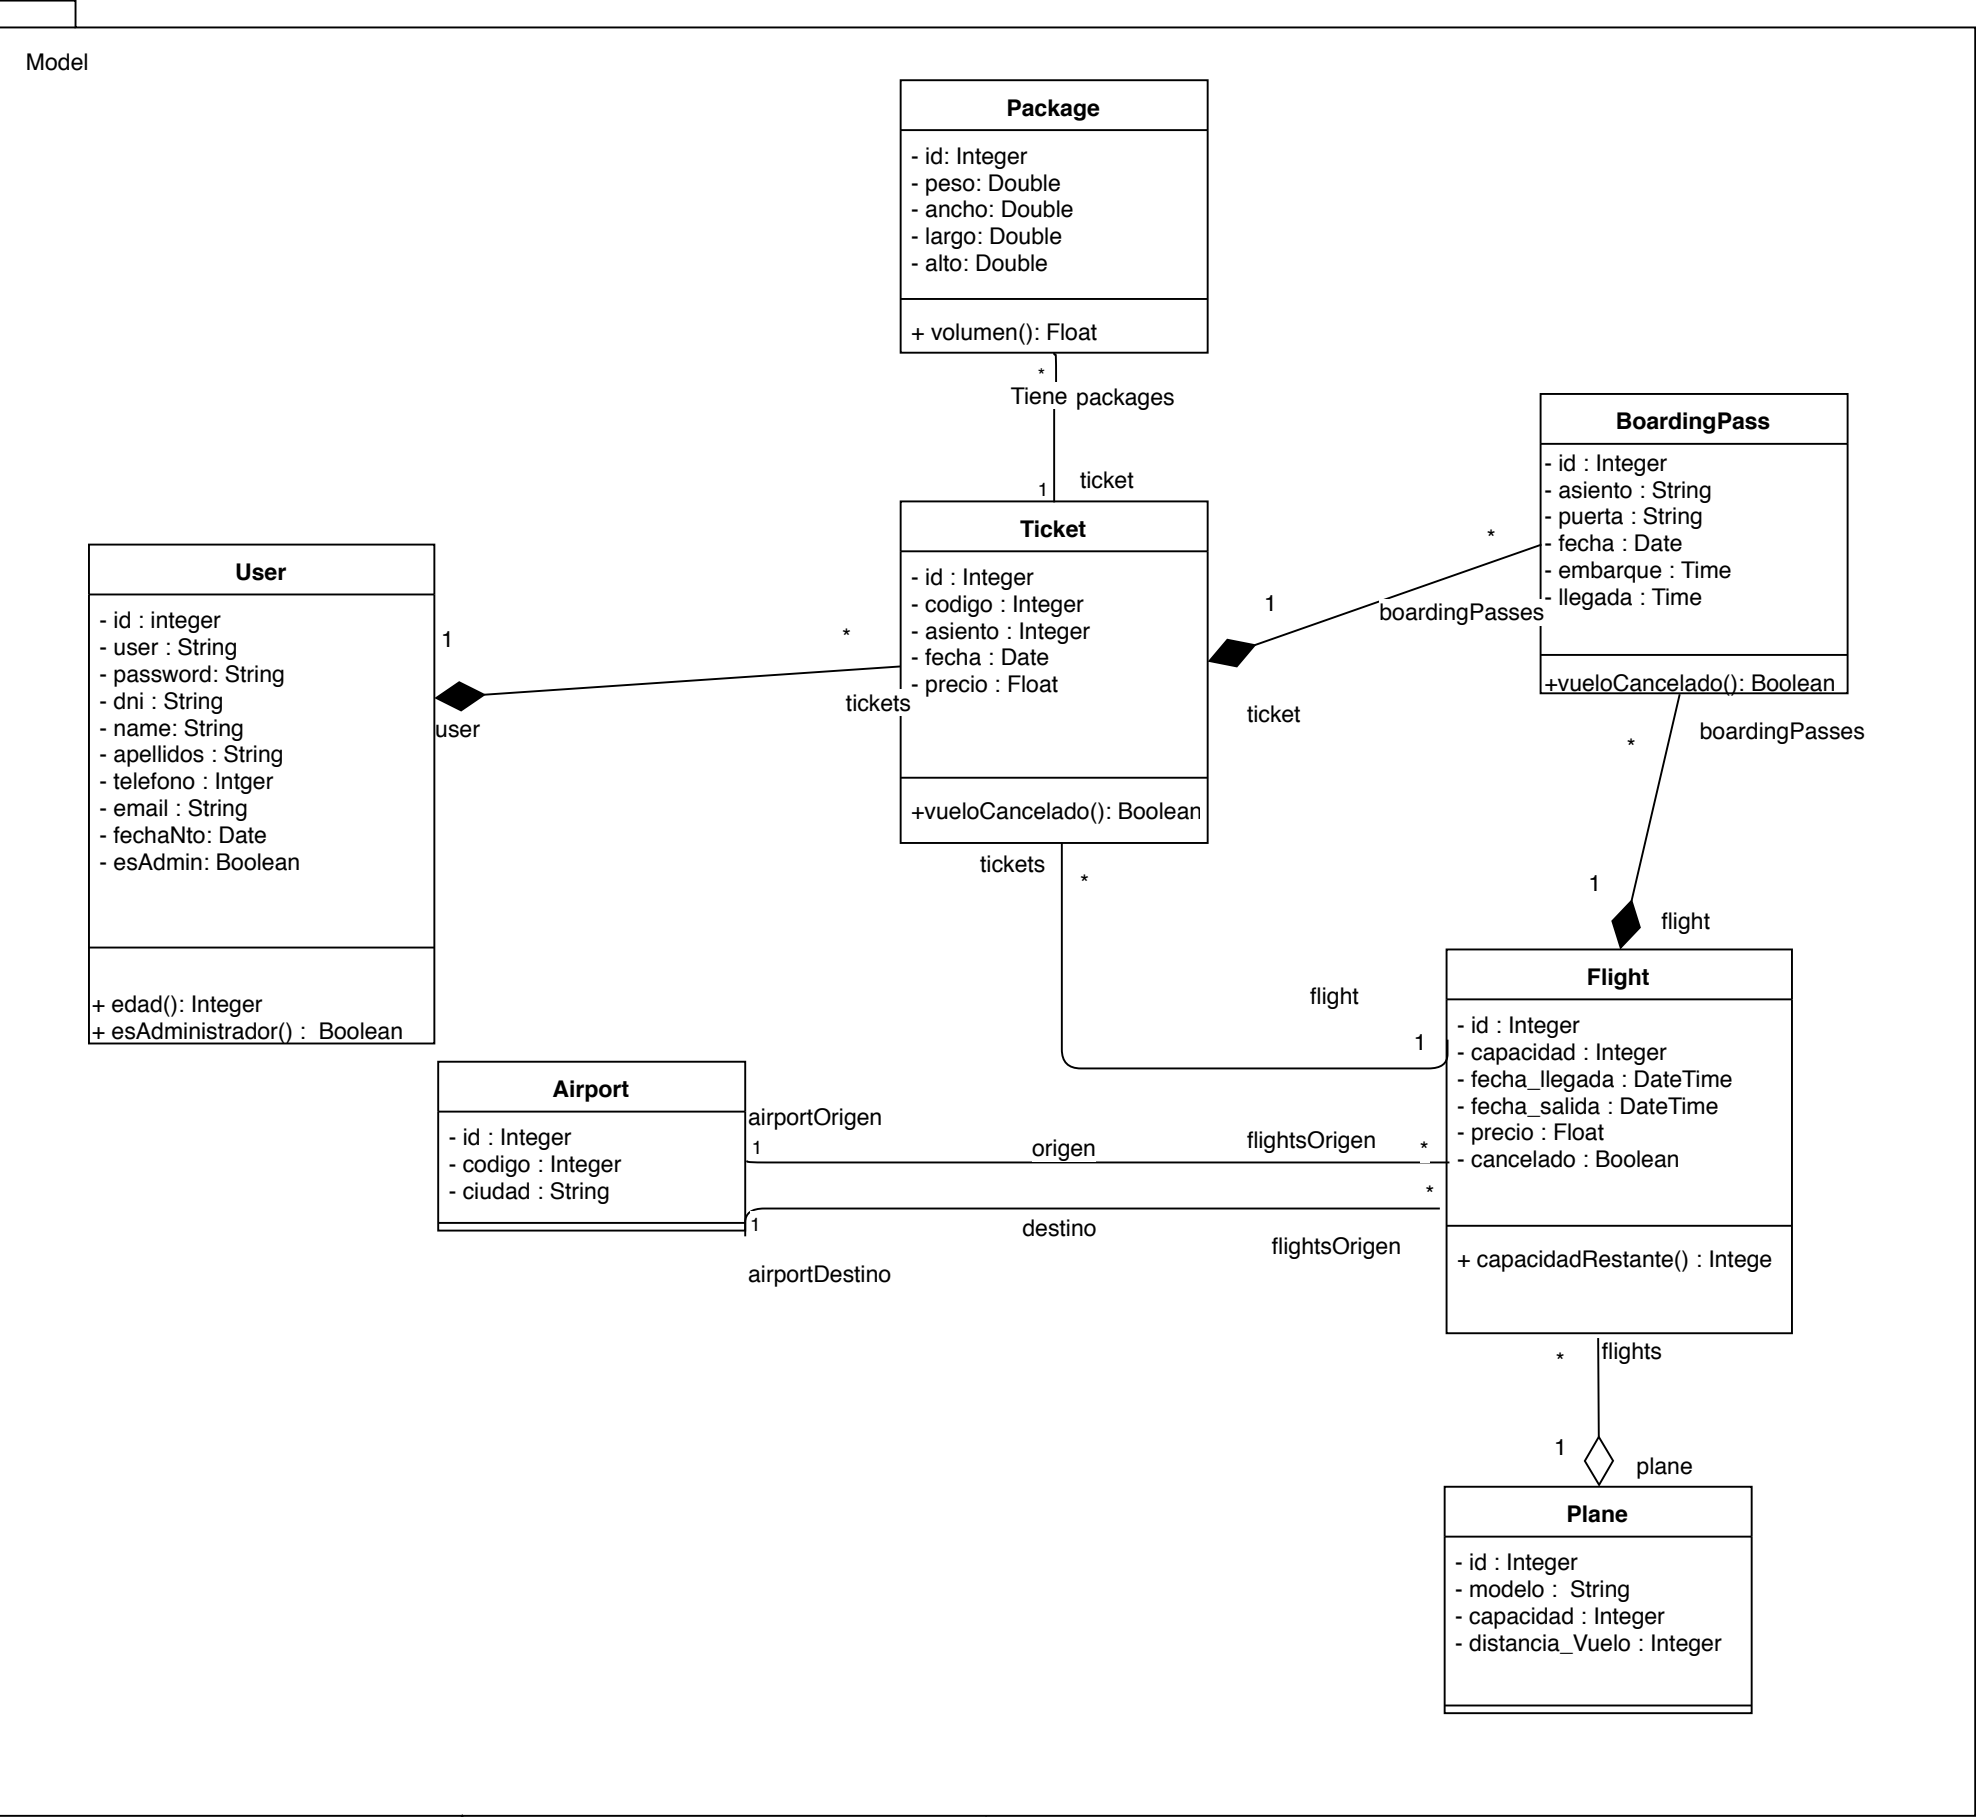 Model
Package
- id: Integer
- peso: Double
- ancho: Double
- largo: Double
- alto: Double
+ volumen(): Float
*
Tiene packages
1
ticket
BoardingPass
- id : Integer
- asiento : String
- puerta : String
- fecha : Date
- embarque : Time
- llegada : Time
+vueloCancelado(): Boolean
Ticket
- id : Integer
- codigo : Integer
- asiento : Integer
- fecha : Date
- precio : Float
+vueloCancelado(): Boolean
User
- id : integer
- user : String
- password: String
- dni : String
- name: String
- apellidos : String
- telefono : Intger
- email : String
- fechaNto: Date
- esAdmin: Boolean
+ edad(): Integer
+ esAdministrador() :  Boolean
1
user
*
tickets
*
boardingPasses
1
ticket
boardingPasses
*
1
flight
tickets
*
flight
1
Flight
- id : Integer
- capacidad : Integer
- fecha_llegada : DateTime
- fecha_salida : DateTime
- precio : Float
- cancelado : Boolean
+ capacidadRestante() : Intege
Airport
- id : Integer
- codigo : Integer
- ciudad : String
airportOrigen
1
origen
flightsOrigen
*
*
1
destino
flightsOrigen
airportDestino
*
flights
1
plane
Plane
- id : Integer
- modelo :  String
- capacidad : Integer
- distancia_Vuelo : Integer